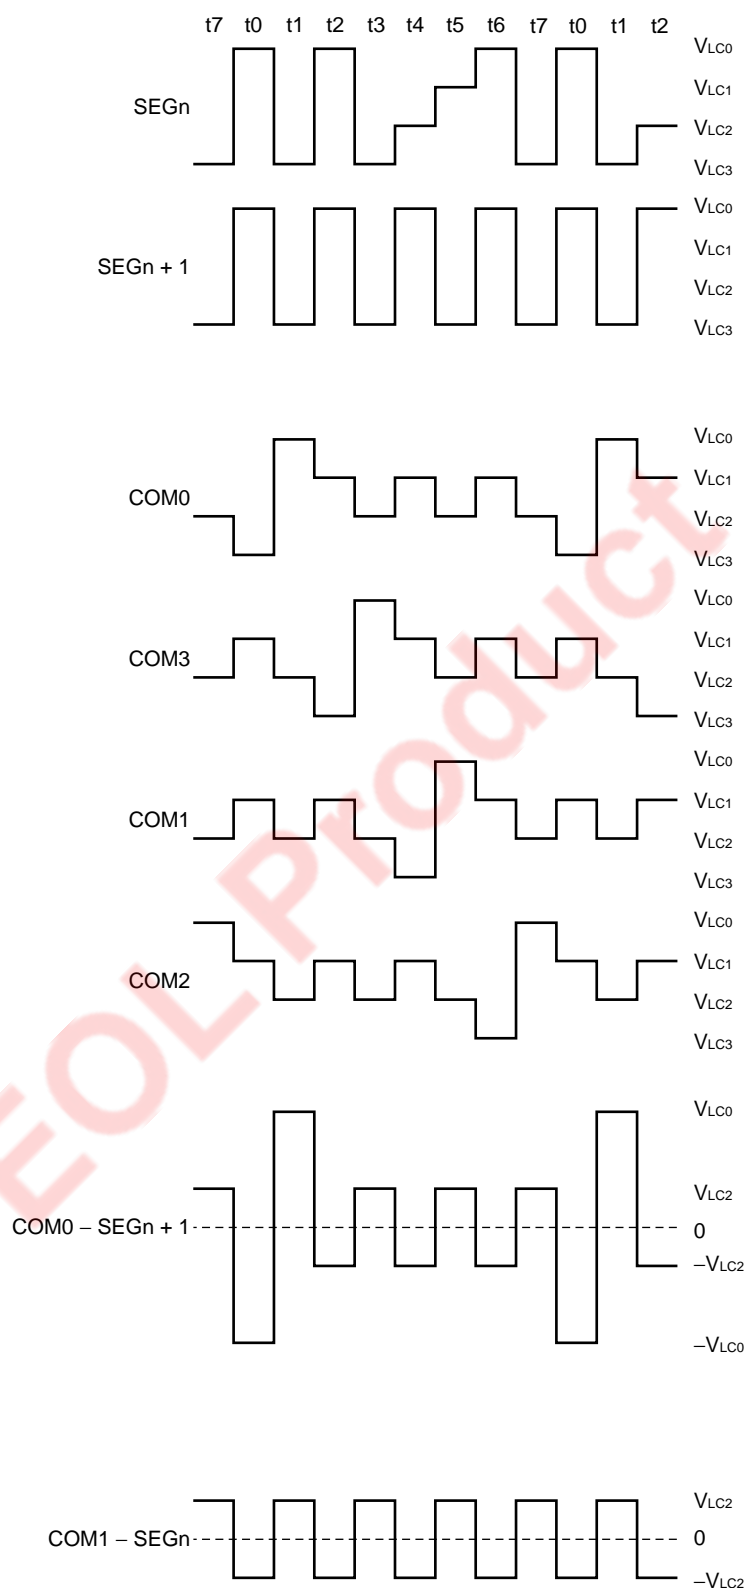 t7 t0 t1 t2 t3 t4 t5 t6 t7 t0 t1 t2
VLC0
VLC1
SEGn
VLC2
VLC3
VLC0
VLC1
SEGn + 1
VLC2
VLC3
VLC0
VLC1
COM0
VLC2
VLC3
VLC0
VLC1
COM3
VLC2
VLC3
VLC0
VLC1
COM1
VLC2
VLC3
VLC0
VLC1
COM2
VLC2
VLC3
VLC0
VLC2
COM0 – SEGn + 1
0
–VLC2
–VLC0
VLC2
COM1 – SEGn
0
–VLC2
EOL Product